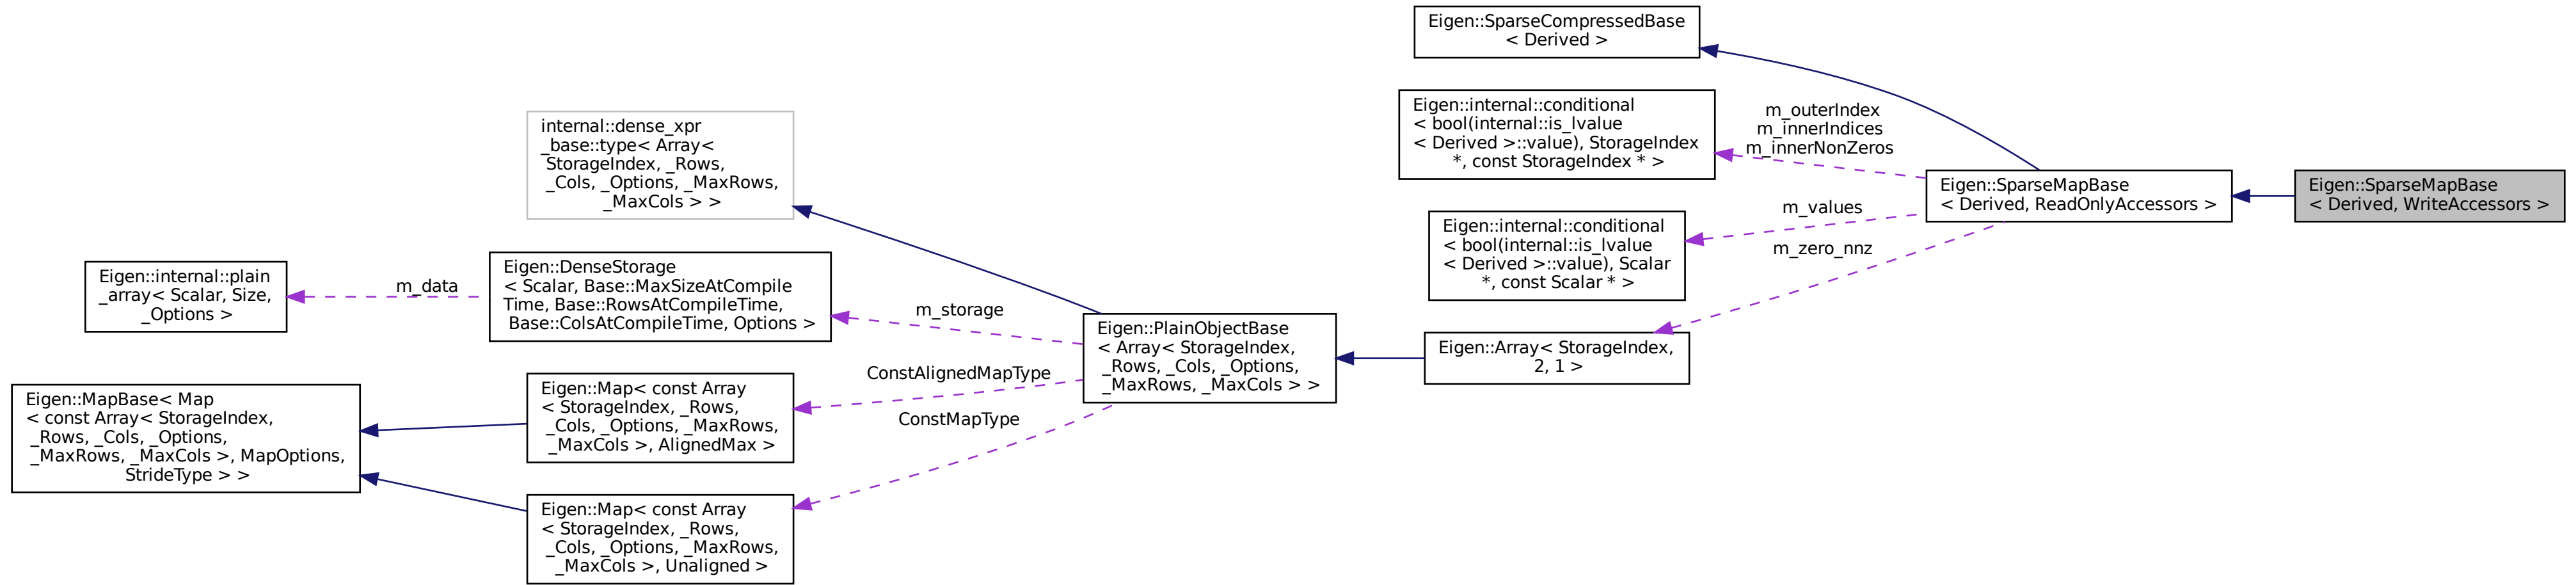 Eigen::SparseCompressedBase
< Derived >
Eigen::internal::conditional
< bool(internal::is_lvalue
< Derived >::value), StorageIndex
*, const StorageIndex * >
m_outerIndex
m_innerIndices
m_innerNonZeros
internal::dense_xpr
_base::type< Array<
StorageIndex, _Rows,
_Cols, _Options, _MaxRows,
_MaxCols > >
Eigen::SparseMapBase
< Derived, ReadOnlyAccessors >
Eigen::SparseMapBase
< Derived, WriteAccessors >
m_values
Eigen::internal::conditional
< bool(internal::is_lvalue
< Derived >::value), Scalar
*, const Scalar * >
m_zero_nnz
Eigen::internal::plain
_array< Scalar, Size,
_Options >
m_data
Eigen::DenseStorage
< Scalar, Base::MaxSizeAtCompile
Time, Base::RowsAtCompileTime,
Base::ColsAtCompileTime, Options >
m_storage
Eigen::PlainObjectBase
< Array< StorageIndex,
_Rows, _Cols, _Options,
_MaxRows, _MaxCols > >
Eigen::Array< StorageIndex,
2, 1 >
ConstAlignedMapType
ConstMapType
Eigen::MapBase< Map
< const Array< StorageIndex,
_Rows, _Cols, _Options,
_MaxRows, _MaxCols >, MapOptions,
StrideType > >
Eigen::Map< const Array
< StorageIndex, _Rows,
_Cols, _Options, _MaxRows,
_MaxCols >, AlignedMax >
Eigen::Map< const Array
< StorageIndex, _Rows,
_Cols, _Options, _MaxRows,
_MaxCols >, Unaligned >